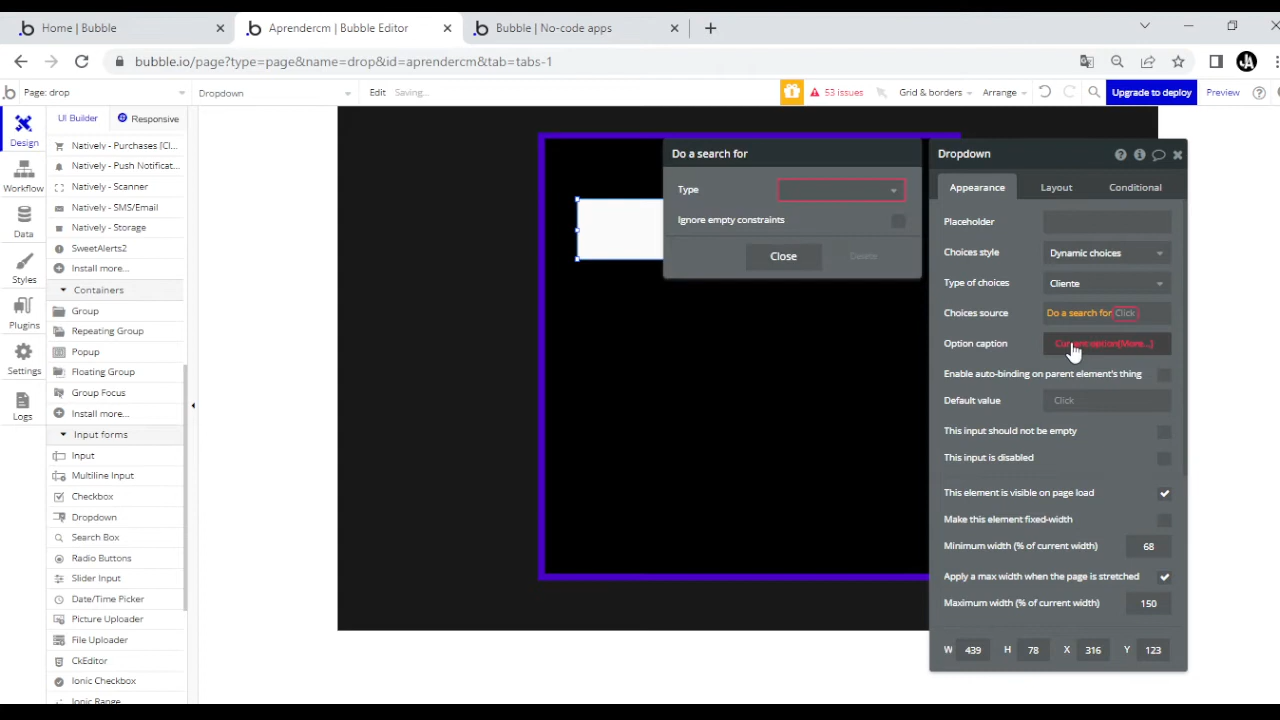 Home | Bubble
Aprendercm | Bubble Editor
Bubble | No-code apps
bubble.io/page?type=page&name=drop&id=aprendercm&tab=tabs-1
Page: drop
Dropdown
Edit
Saving...
53 issues
Grid & borders
Arrange
Upgrade to deploy
Preview
Design
Workflow
Data
Styles
Plugins
Settings
Logs
UI Builder
Responsive
Natively - Purchases [Cl...
Natively - Push Notificat...
Natively - Scanner
Natively - SMS/Email
Natively - Storage
SweetAlerts2
Install more...
Containers
Group
Repeating Group
Popup
Floating Group
Group Focus
Install more...
Input forms
Input
Multiline Input
Checkbox
Dropdown
Search Box
Radio Buttons
Slider Input
Date/Time Picker
Picture Uploader
File Uploader
CkEditor
Ionic Checkbox
Ionic Range
Do a search for
Type
Ignore empty constraints
Close
Delete
Dropdown
Appearance
Layout
Conditional
Placeholder
Choices style
Dynamic choices
Type of choices
Cliente
Choices source
Do a search for Click
Option caption
Current option(More...)
Enable auto-binding on parent element's thing
Default value
Click
This input should not be empty
This input is disabled
This element is visible on page load
Make this element fixed-width
Minimum width (% of current width)
68
Apply a max width when the page is stretched
Maximum width (% of current width)
150
W 439 H 78 X 316 Y 123